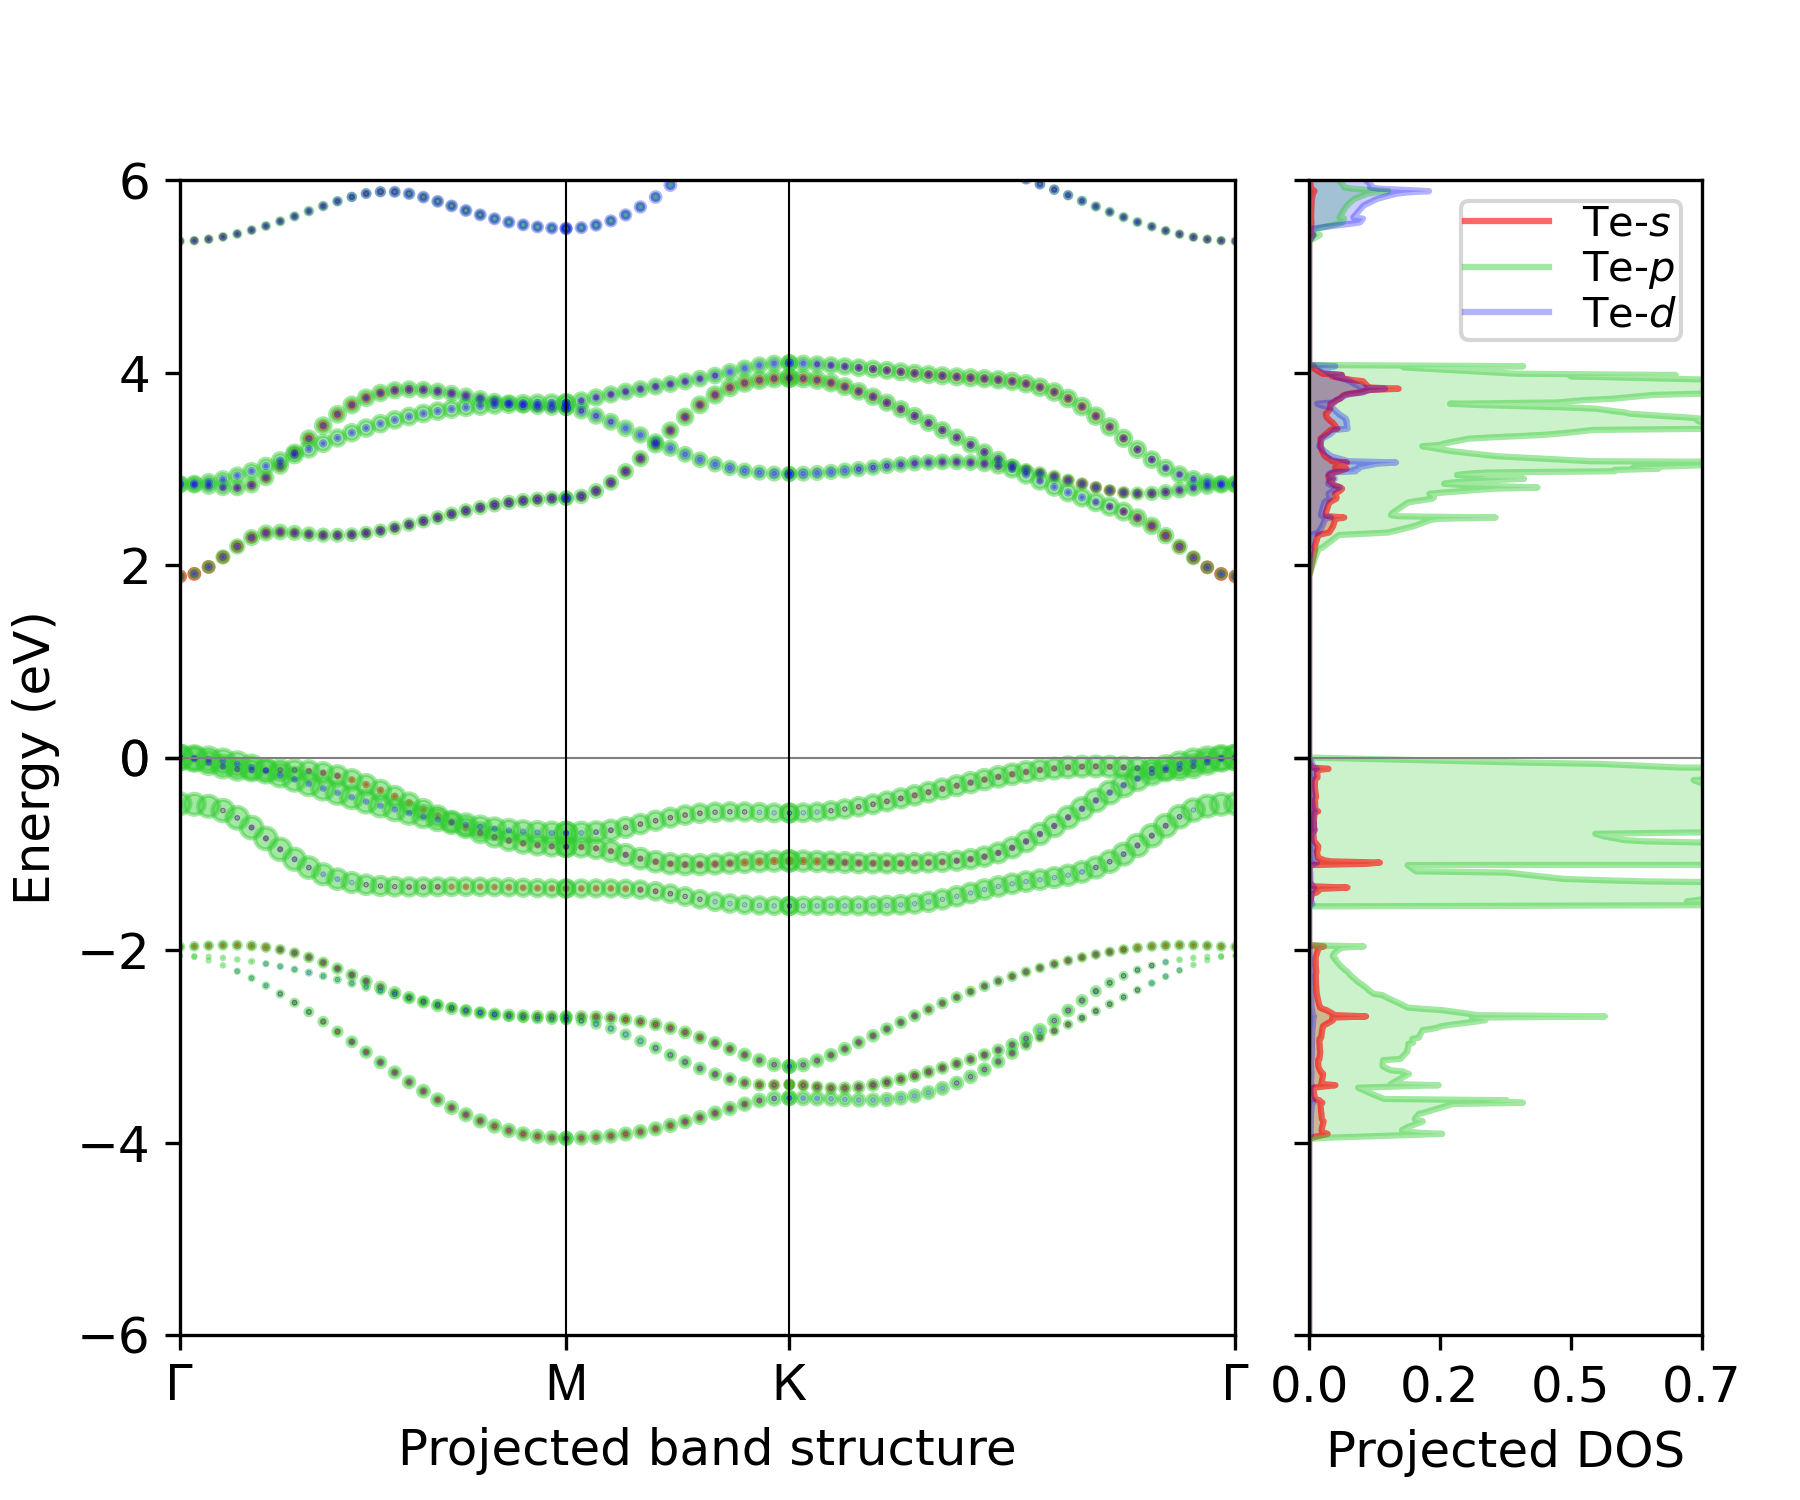 6
4
2
0
−2
−4
−6
Energy (eV)
Γ M K Γ
Projected band structure
Te-s
Te-p
Te-d
0.0 0.2 0.5 0.7
Projected DOS